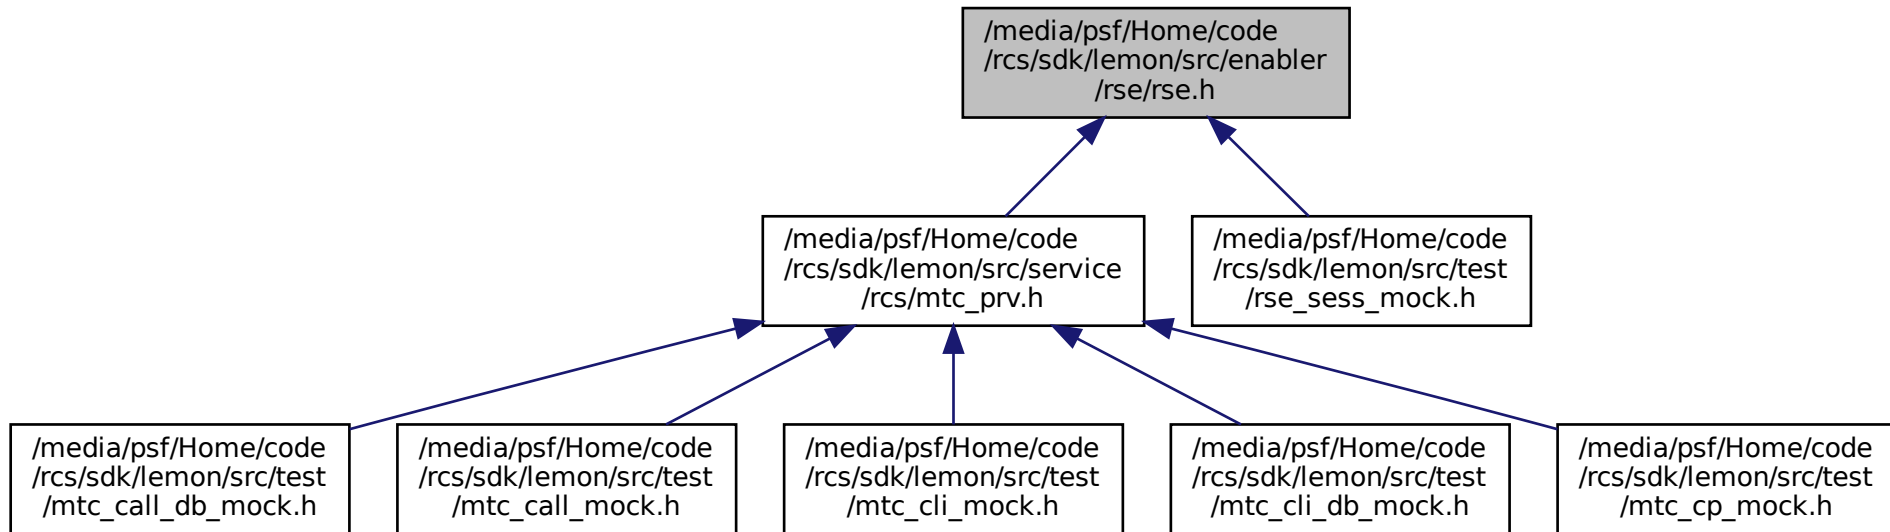 /media/psf/Home/code
/rcs/sdk/lemon/src/enabler
/rse/rse.h
/media/psf/Home/code
/rcs/sdk/lemon/src/service
/rcs/mtc_prv.h
/media/psf/Home/code
/rcs/sdk/lemon/src/test
/rse_sess_mock.h
/media/psf/Home/code
/rcs/sdk/lemon/src/test
/mtc_call_db_mock.h
/media/psf/Home/code
/rcs/sdk/lemon/src/test
/mtc_call_mock.h
/media/psf/Home/code
/rcs/sdk/lemon/src/test
/mtc_cli_mock.h
/media/psf/Home/code
/rcs/sdk/lemon/src/test
/mtc_cli_db_mock.h
/media/psf/Home/code
/rcs/sdk/lemon/src/test
/mtc_cp_mock.h